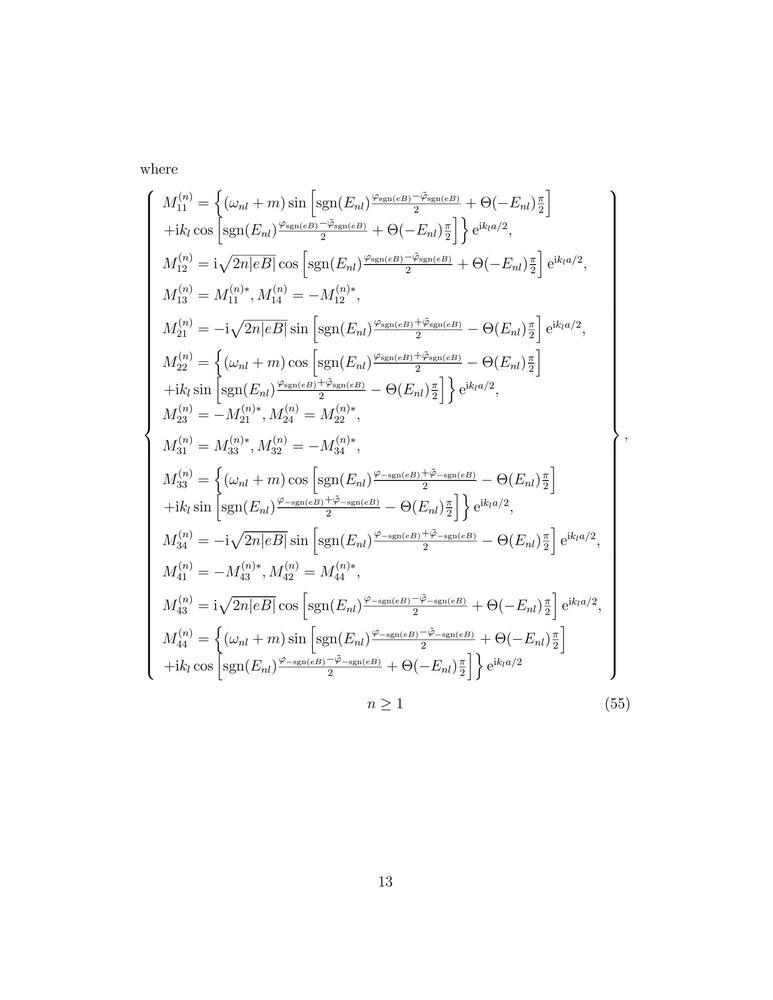 where
$M_{11}^{(n)} = \Big\{(\omega_{nl} + m) \sin \Big[\mathrm{sgn}(E_{nl})\frac{\varphi_{\mathrm{sgn}(eB)} - \tilde{\varphi}_{\mathrm{sgn}(eB)}}{2} + \Theta(-E_{nl})\frac{\pi}{2}\Big]$
$+\mathrm{i}k_l \cos \Big[\mathrm{sgn}(E_{nl})\frac{\varphi_{\mathrm{sgn}(eB)} - \tilde{\varphi}_{\mathrm{sgn}(eB)}}{2} + \Theta(-E_{nl})\frac{\pi}{2}\Big]\Big\} \mathrm{e}^{\mathrm{i}k_l a/2},$
$M_{12}^{(n)} = \mathrm{i}\sqrt{2n|eB|} \cos \Big[\mathrm{sgn}(E_{nl})\frac{\varphi_{\mathrm{sgn}(eB)} - \tilde{\varphi}_{\mathrm{sgn}(eB)}}{2} + \Theta(-E_{nl})\frac{\pi}{2}\Big] \mathrm{e}^{\mathrm{i}k_l a/2},$
$M_{13}^{(n)} = M_{11}^{(n)*}, M_{14}^{(n)} = -M_{12}^{(n)*},$
$M_{21}^{(n)} = -\mathrm{i}\sqrt{2n|eB|} \sin \Big[\mathrm{sgn}(E_{nl})\frac{\varphi_{\mathrm{sgn}(eB)} + \tilde{\varphi}_{\mathrm{sgn}(eB)}}{2} - \Theta(E_{nl})\frac{\pi}{2}\Big] \mathrm{e}^{\mathrm{i}k_l a/2},$
$M_{22}^{(n)} = \Big\{(\omega_{nl} + m) \cos \Big[\mathrm{sgn}(E_{nl})\frac{\varphi_{\mathrm{sgn}(eB)} + \tilde{\varphi}_{\mathrm{sgn}(eB)}}{2} - \Theta(E_{nl})\frac{\pi}{2}\Big]$
$+\mathrm{i}k_l \sin \Big[\mathrm{sgn}(E_{nl})\frac{\varphi_{\mathrm{sgn}(eB)} + \tilde{\varphi}_{\mathrm{sgn}(eB)}}{2} - \Theta(E_{nl})\frac{\pi}{2}\Big]\Big\} \mathrm{e}^{\mathrm{i}k_l a/2},$
$M_{23}^{(n)} = -M_{21}^{(n)*}, M_{24}^{(n)} = M_{22}^{(n)*},$
$M_{31}^{(n)} = M_{33}^{(n)*}, M_{32}^{(n)} = -M_{34}^{(n)*},$
$M_{33}^{(n)} = \Big\{(\omega_{nl} + m) \cos \Big[\mathrm{sgn}(E_{nl})\frac{\varphi_{-\mathrm{sgn}(eB)} + \tilde{\varphi}_{-\mathrm{sgn}(eB)}}{2} - \Theta(E_{nl})\frac{\pi}{2}\Big]$
$+\mathrm{i}k_l \sin \Big[\mathrm{sgn}(E_{nl})\frac{\varphi_{-\mathrm{sgn}(eB)} + \tilde{\varphi}_{-\mathrm{sgn}(eB)}}{2} - \Theta(E_{nl})\frac{\pi}{2}\Big]\Big\} \mathrm{e}^{\mathrm{i}k_l a/2},$
$M_{34}^{(n)} = -\mathrm{i}\sqrt{2n|eB|} \sin \Big[\mathrm{sgn}(E_{nl})\frac{\varphi_{-\mathrm{sgn}(eB)} + \tilde{\varphi}_{-\mathrm{sgn}(eB)}}{2} - \Theta(E_{nl})\frac{\pi}{2}\Big] \mathrm{e}^{\mathrm{i}k_l a/2},$
$M_{41}^{(n)} = -M_{43}^{(n)*}, M_{42}^{(n)} = M_{44}^{(n)*},$
$M_{43}^{(n)} = \mathrm{i}\sqrt{2n|eB|} \cos \Big[\mathrm{sgn}(E_{nl})\frac{\varphi_{-\mathrm{sgn}(eB)} - \tilde{\varphi}_{-\mathrm{sgn}(eB)}}{2} + \Theta(-E_{nl})\frac{\pi}{2}\Big] \mathrm{e}^{\mathrm{i}k_l a/2},$
$M_{44}^{(n)} = \Big\{(\omega_{nl} + m) \sin \Big[\mathrm{sgn}(E_{nl})\frac{\varphi_{-\mathrm{sgn}(eB)} - \tilde{\varphi}_{-\mathrm{sgn}(eB)}}{2} + \Theta(-E_{nl})\frac{\pi}{2}\Big]$
$+\mathrm{i}k_l \cos \Big[\mathrm{sgn}(E_{nl})\frac{\varphi_{-\mathrm{sgn}(eB)} - \tilde{\varphi}_{-\mathrm{sgn}(eB)}}{2} + \Theta(-E_{nl})\frac{\pi}{2}\Big]\Big\} \mathrm{e}^{\mathrm{i}k_l a/2}$
,
$n \geq 1$ (55)
13